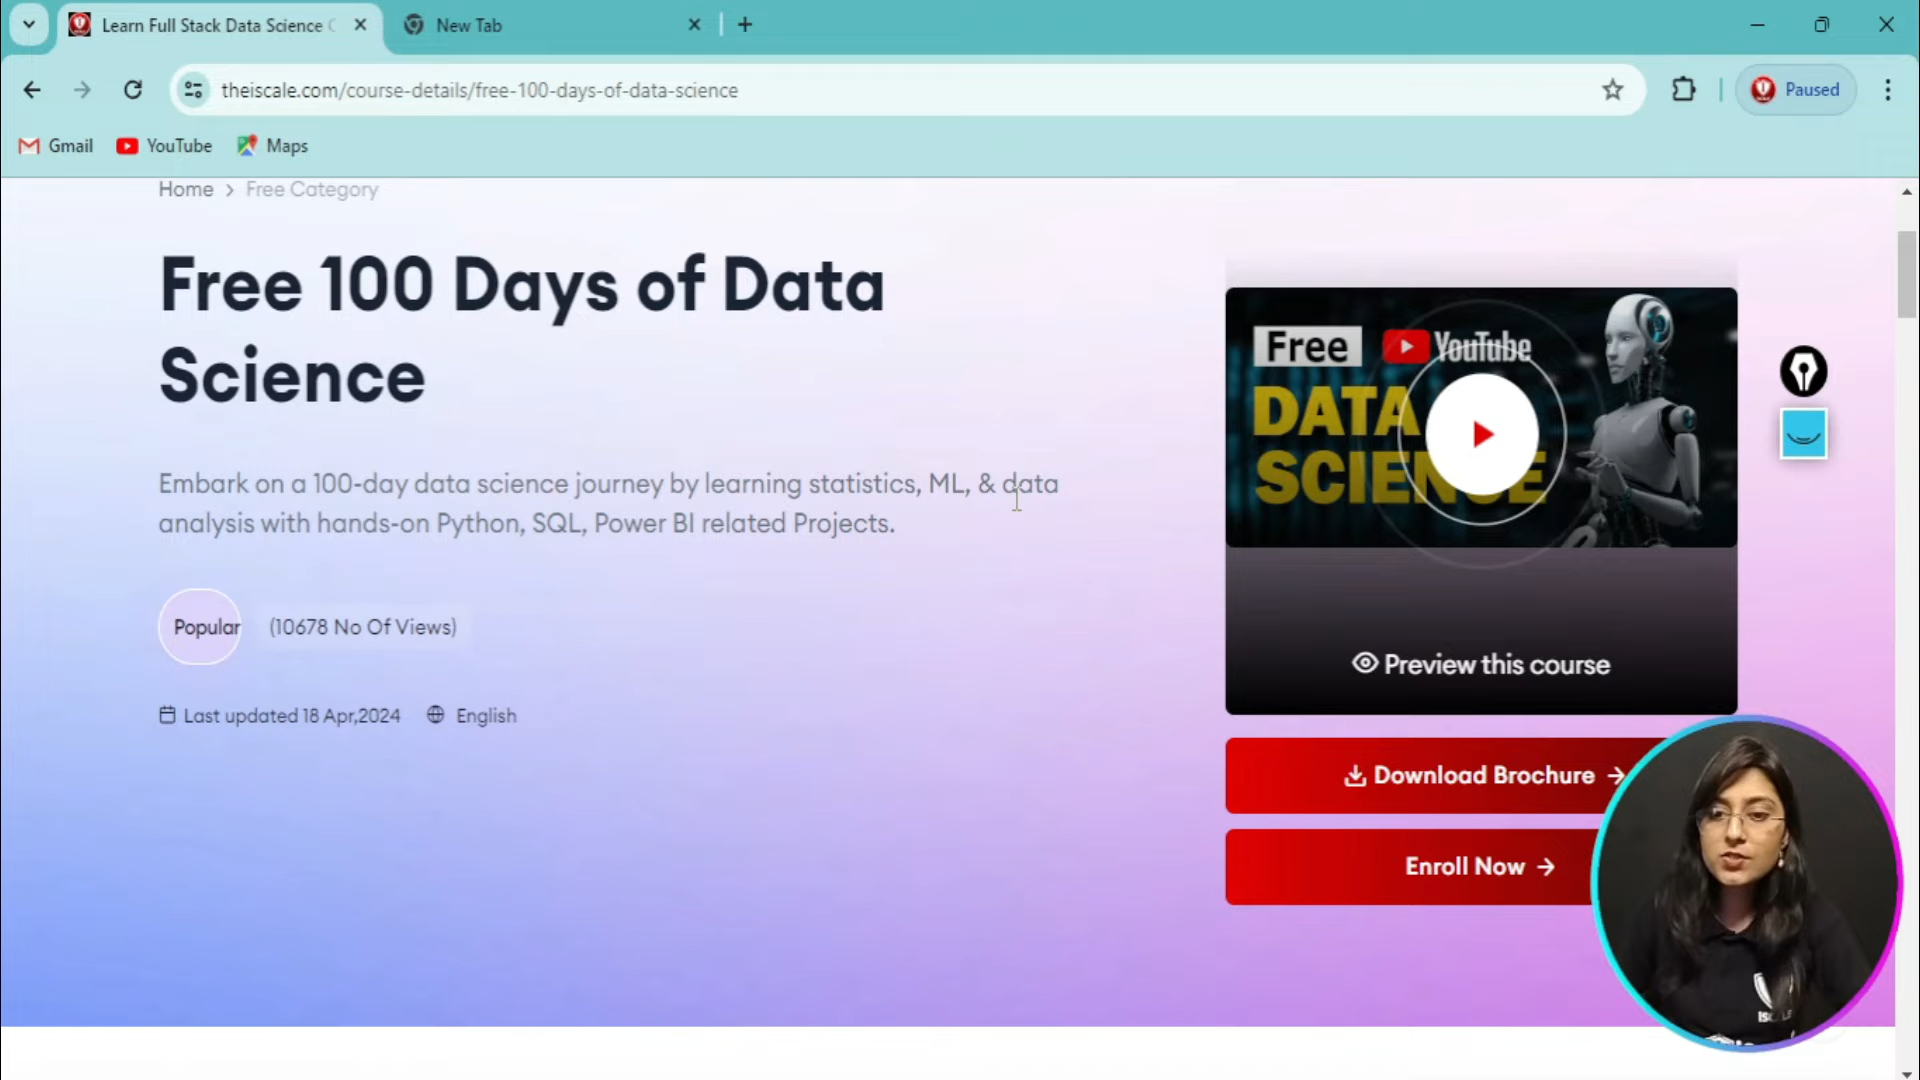 Learn Full Stack Data Science
New Tab
theiscale.com/course-details/free-100-days-of-data-science
Paused
Gmail
YouTube
Maps
Home > Free Category
Free 100 Days of Data
Science
Embark on a 100-day data science journey by learning statistics, ML, & data
analysis with hands-on Python, SQL, Power BI related Projects.
Popular
(10678 No Of Views)
Last updated 18 Apr,2024
English
Free YouTube
DATA
SCIENCE
Preview this course
Download Brochure →
Enroll Now →